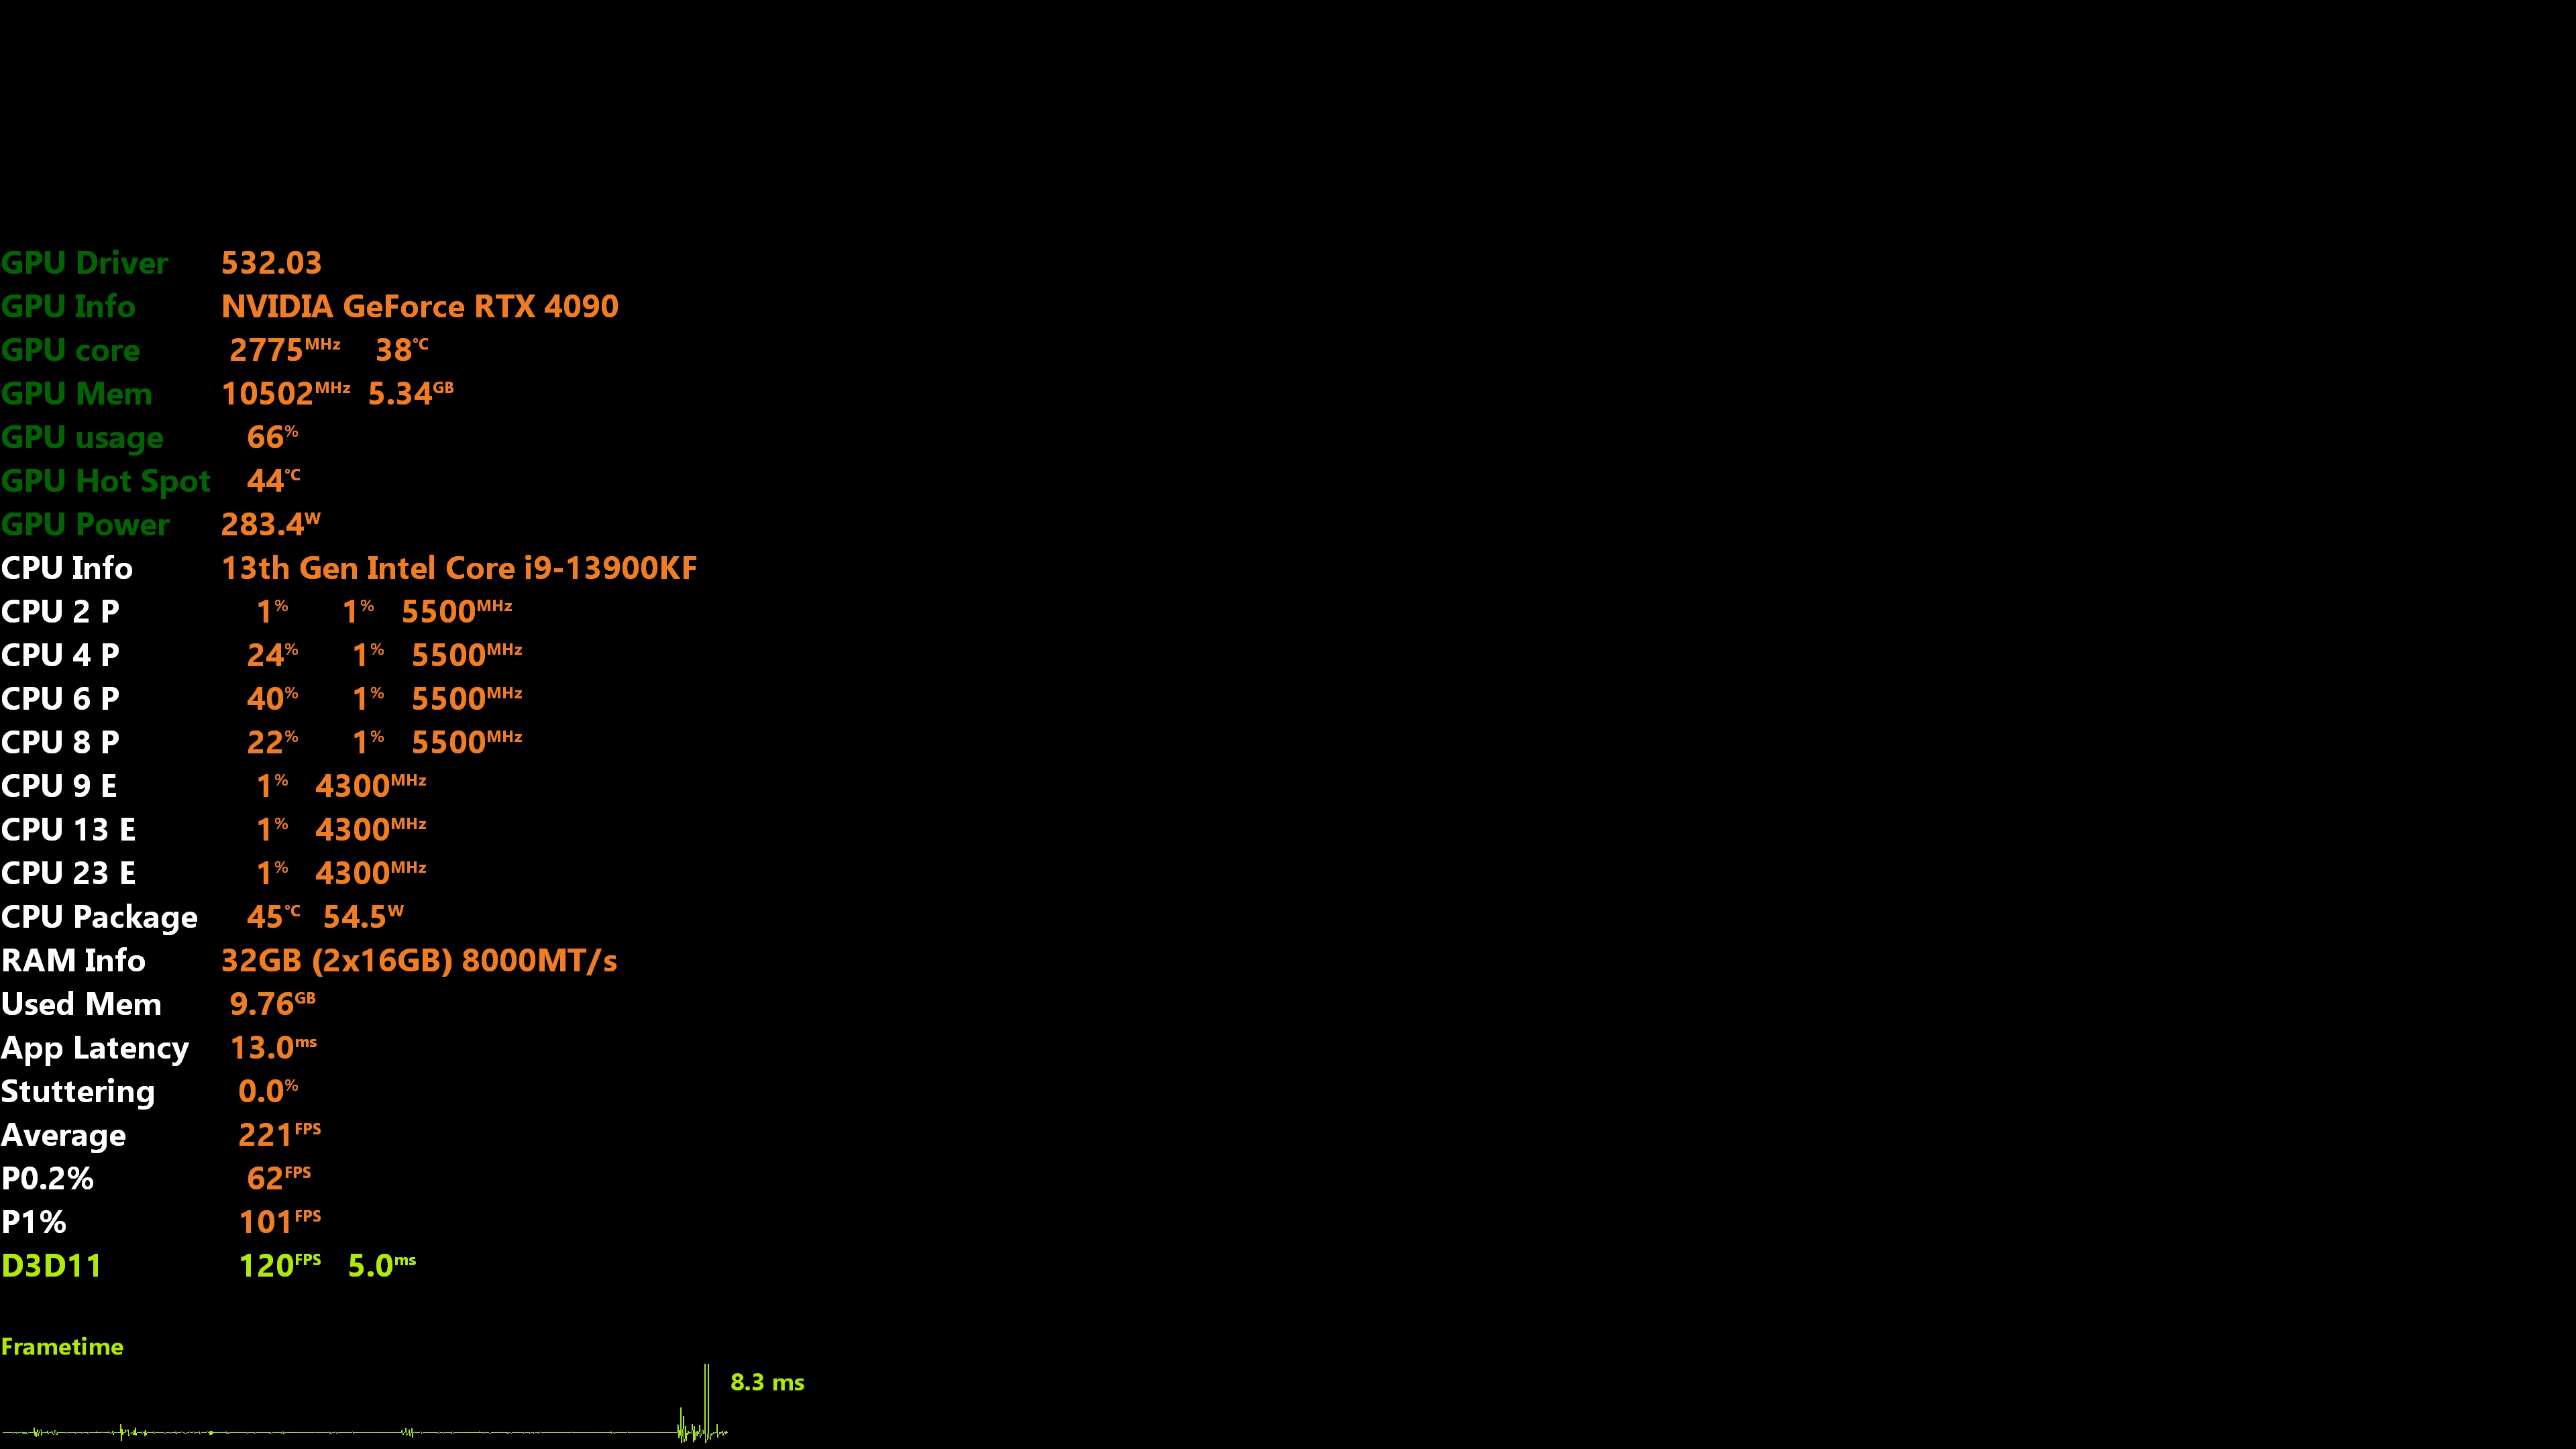 GPU Driver 532.03
GPU Info NVIDIA GeForce RTX 4090
GPU core 2775MHz 38°C
GPU Mem 10502MHz 5.34GB
GPU usage 66%
GPU Hot Spot 44°C
GPU Power 283.4W
CPU Info 13th Gen Intel Core i9-13900KF
CPU 2 P 1% 1% 5500MHz
CPU 4 P 24% 1% 5500MHz
CPU 6 P 40% 1% 5500MHz
CPU 8 P 22% 1% 5500MHz
CPU 9 E 1% 4300MHz
CPU 13 E 1% 4300MHz
CPU 23 E 1% 4300MHz
CPU Package 45°C 54.5W
RAM Info 32GB (2x16GB) 8000MT/s
Used Mem 9.76GB
App Latency 13.0ms
Stuttering 0.0%
Average 221FPS
P0.2% 62FPS
P1% 101FPS
D3D11 120FPS 5.0ms
Frametime
8.3 ms